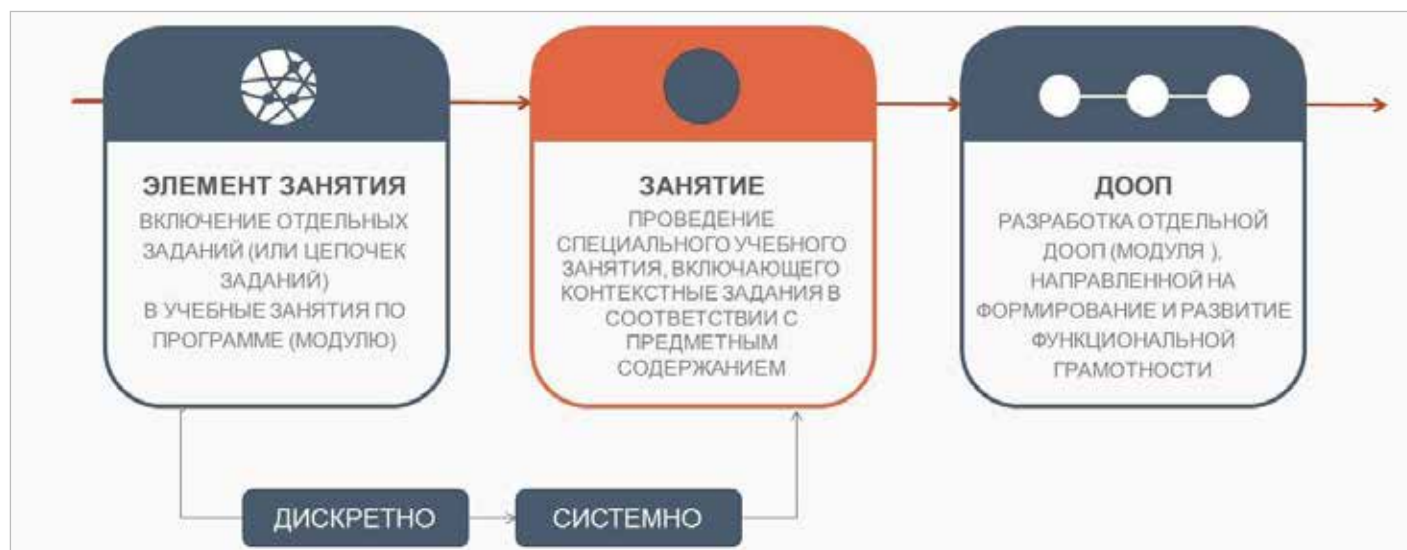 ЭЛЕМЕНТ ЗАНЯТИЯ
ВКЛЮЧЕНИЕ ОТДЕЛЬНЫХ
ЗАДАНИЙ (ИЛИ ЦЕПОЧЕК
ЗАДАНИЙ)
В УЧЕБНЫЕ ЗАНЯТИЯ ПО
ПРОГРАММЕ (МОДУЛЮ)
ЗАНЯТИЕ
ПРОВЕДЕНИЕ
СПЕЦИАЛЬНОГО УЧЕБНОГО
ЗАНЯТИЯ, ВКЛЮЧАЮЩЕГО
КОНТЕКСТНЫЕ ЗАДАНИЯ В
СООТВЕТСТВИИ С
ПРЕДМЕТНЫМ
СОДЕРЖАНИЕМ
ДООП
РАЗРАБОТКА ОТДЕЛЬНОЙ
ДООП (МОДУЛЯ ),
НАПРАВЛЕННОЙ НА
ФОРМИРОВАНИЕ И РАЗВИТИЕ
ФУНКЦИОНАЛЬНОЙ
ГРАМОТНОСТИ
ДИСКРЕТНО
СИСТЕМНО